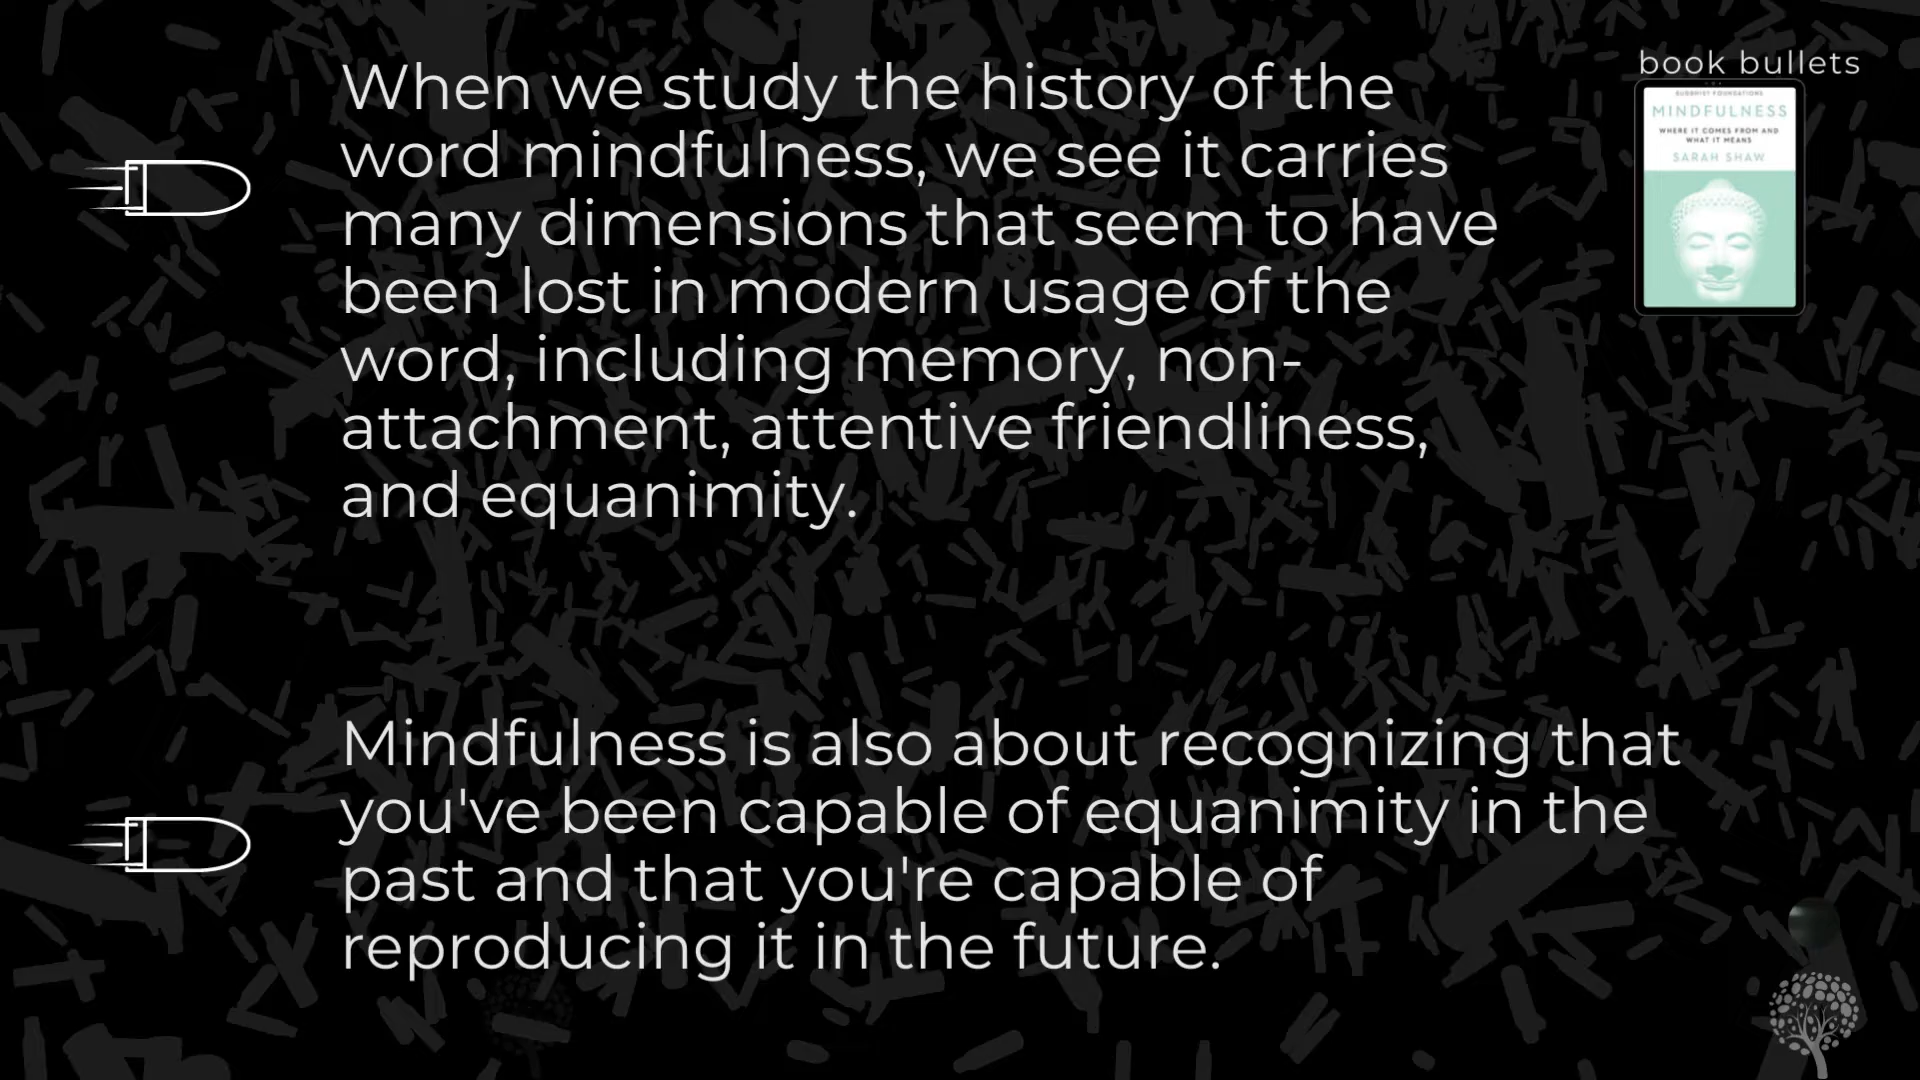 When we study the history of the
word mindfulness, we see it carries
many dimensions that seem to have
been lost in modern usage of the
word, including memory, non-
attachment, attentive friendliness,
and equanimity.
Mindfulness is also about recognizing that
you've been capable of equanimity in the
past and that you're capable of
reproducing it in the future.
book bullets
BUDDHIST FOUNDATIONS
MINDFULNESS
WHERE IT COMES FROM AND
WHAT IT MEANS
SARAH SHAW